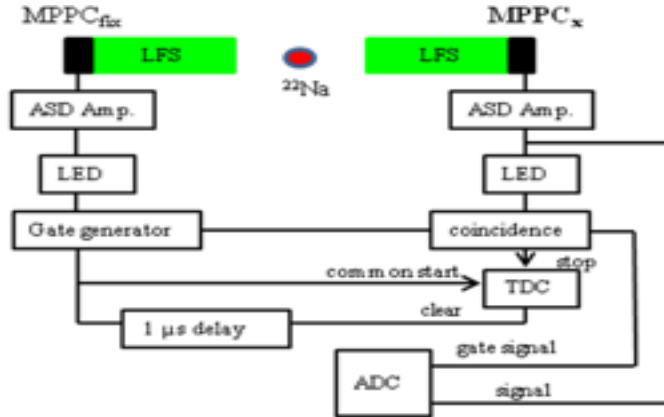 MPPCfix
MPPCx
LFS
LFS
²²Na
ASD Amp.
ASD Amp.
LED
LED
Gate generator
coincidence
stop
common start
TDC
clear
1 μs delay
gate signal
ADC
signal